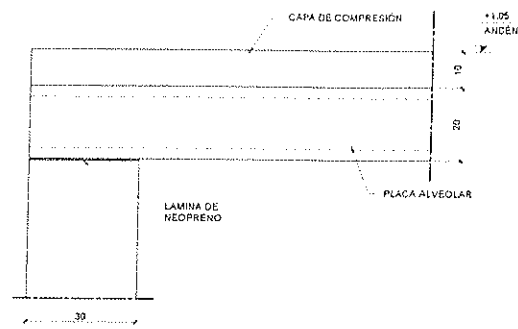 CAPA DE COMPRESIÓN
+1.05
ANDÉN
10
20
PLACA ALVEOLAR
LAMINA DE
NEOPRENO
30